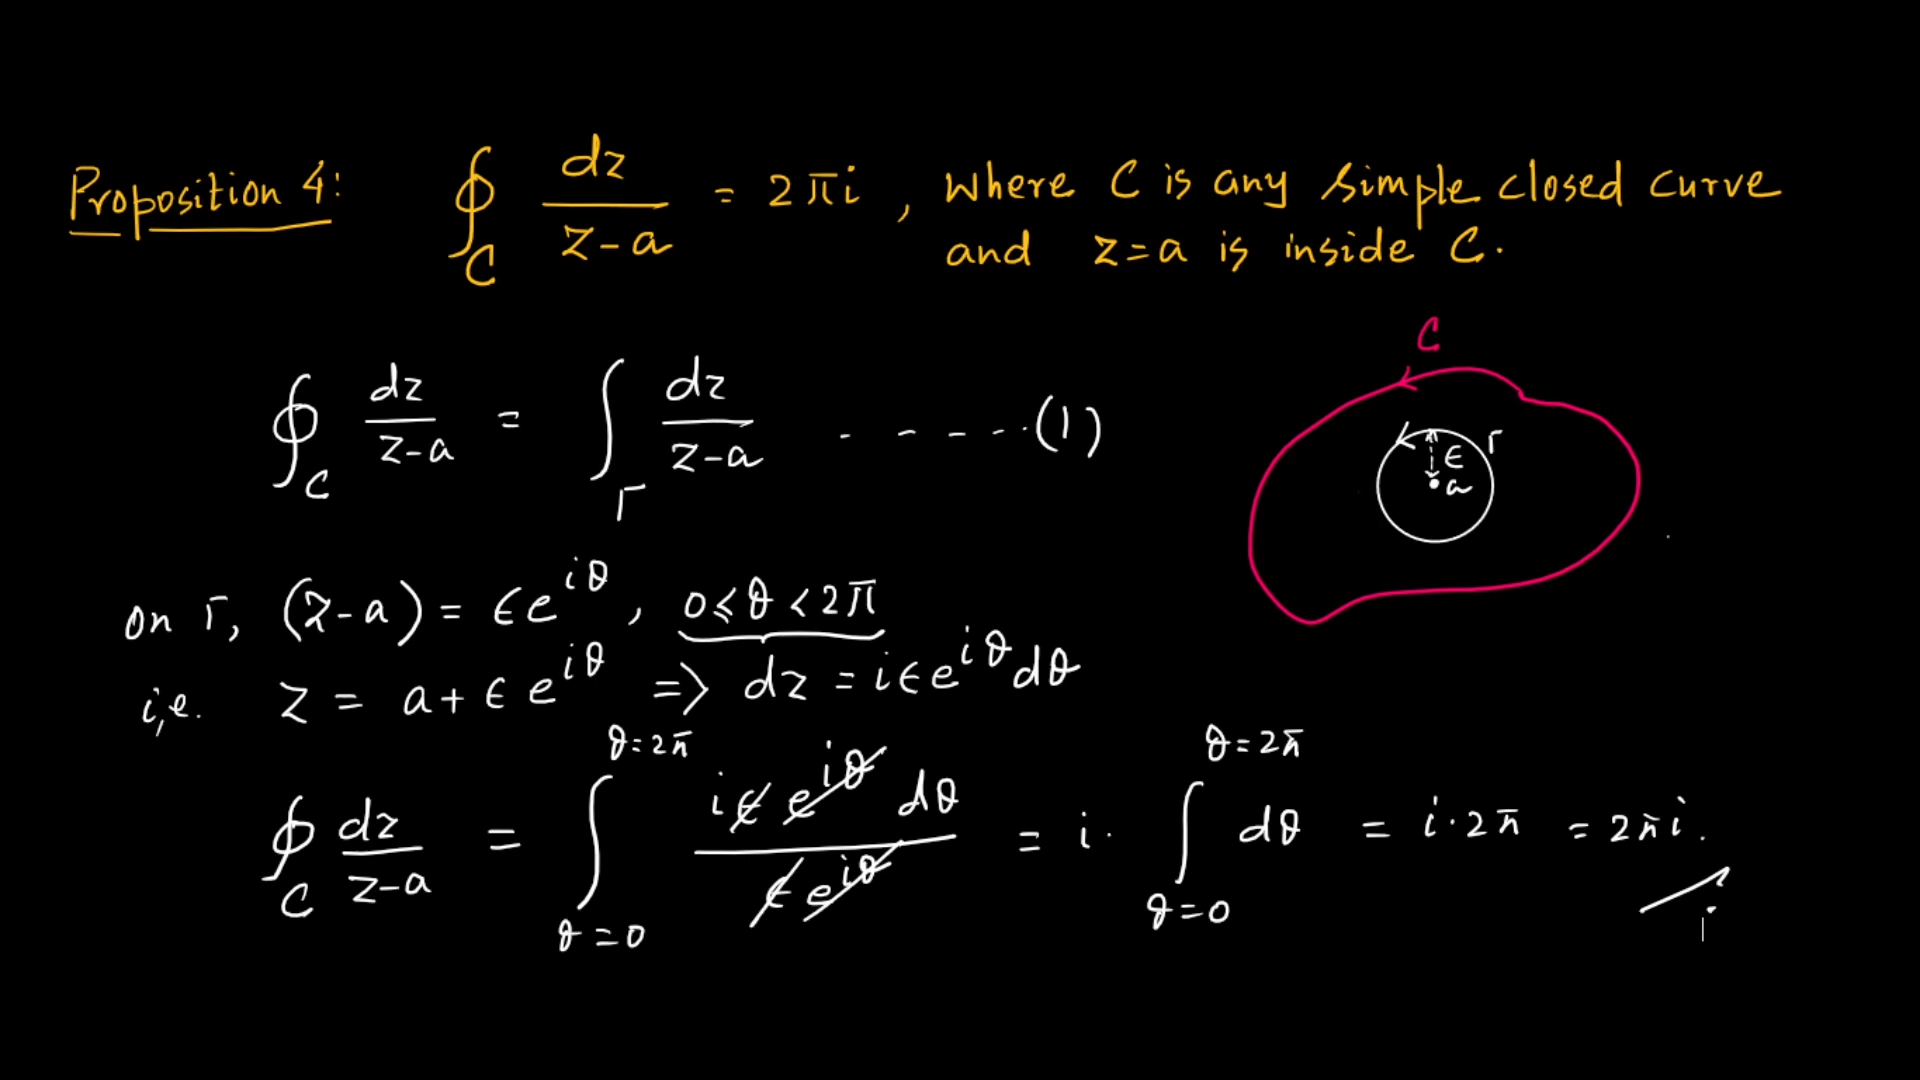 Proposition 4: ∮_C dz/(z-a) = 2πi, where C is any simple closed curve
and z=a is inside C.
C
∮_C dz/(z-a) = ∫_Γ dz/(z-a) - - - - - -(1)
Γ
ϵ
a
on Γ, (z-a) = ϵe^{iθ}, 0≤θ<2π
i,e. z = a+ϵe^{iθ} => dz = iϵe^{iθ}dθ
∮_C dz/(z-a) = ∫_{θ=0}^{θ=2π} iϵe^{iθ}dθ/ϵe^{iθ} = i· ∫_{θ=0}^{θ=2π} dθ = i·2π = 2πi.